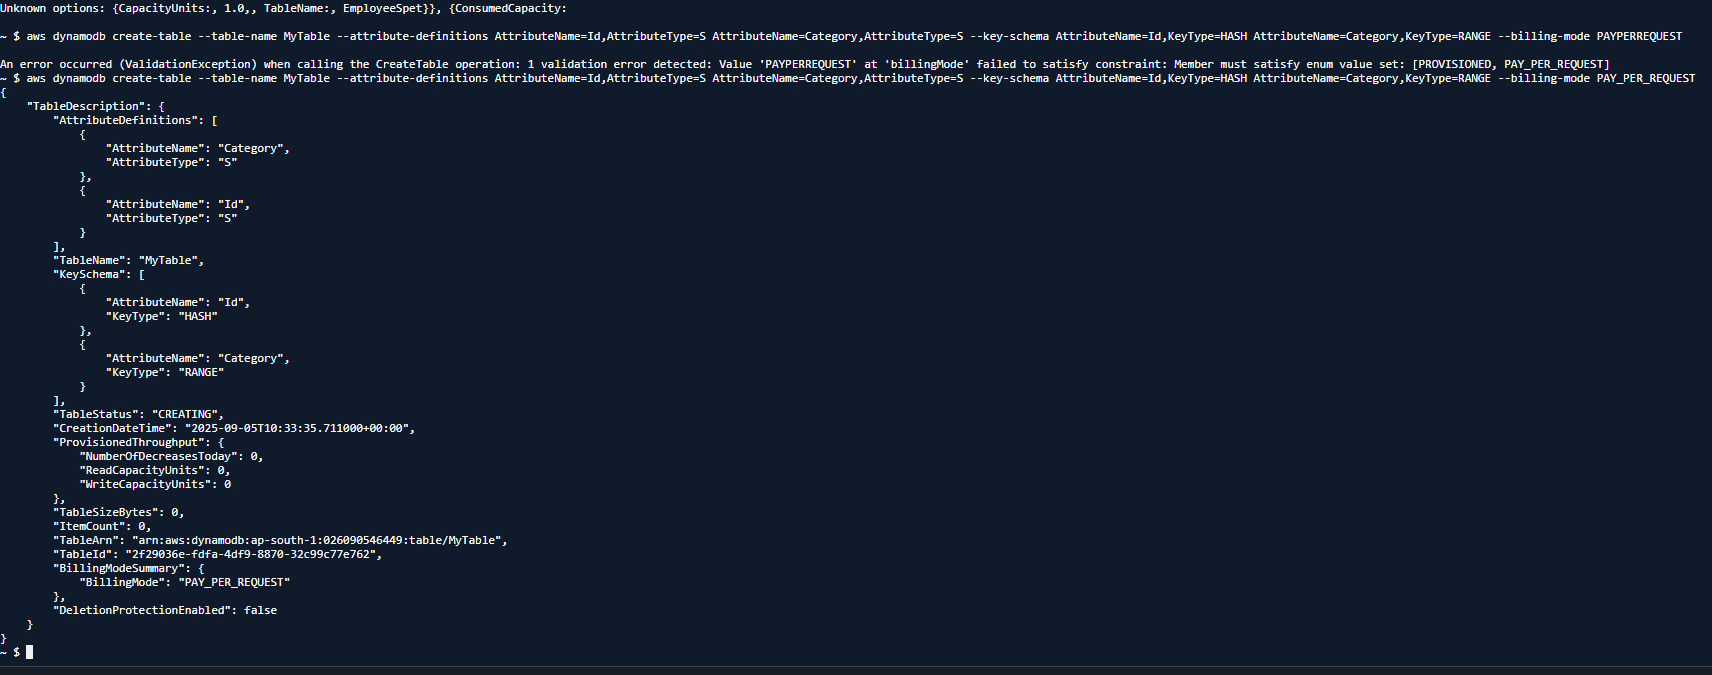 Unknown options: {CapacityUnits:, 1.0,, TableName:, EmployeeSpet}}, {ConsumedCapacity:
~ $ aws dynamodb create-table --table-name MyTable --attribute-definitions AttributeName=Id,AttributeType=S AttributeName=Category,AttributeType=S --key-schema AttributeName=Id,KeyType=HASH AttributeName=Category,KeyType=RANGE --billing-mode PAYPERREQUEST
An error occurred (ValidationException) when calling the CreateTable operation: 1 validation error detected: Value 'PAYPERREQUEST' at 'billingMode' failed to satisfy constraint: Member must satisfy enum value set: [PROVISIONED, PAY_PER_REQUEST]
~ $ aws dynamodb create-table --table-name MyTable --attribute-definitions AttributeName=Id,AttributeType=S AttributeName=Category,AttributeType=S --key-schema AttributeName=Id,KeyType=HASH AttributeName=Category,KeyType=RANGE --billing-mode PAY_PER_REQUEST
{
    "TableDescription": {
        "AttributeDefinitions": [
            {
                "AttributeName": "Category",
                "AttributeType": "S"
            },
            {
                "AttributeName": "Id",
                "AttributeType": "S"
            }
        ],
        "TableName": "MyTable",
        "KeySchema": [
            {
                "AttributeName": "Id",
                "KeyType": "HASH"
            },
            {
                "AttributeName": "Category",
                "KeyType": "RANGE"
            }
        ],
        "TableStatus": "CREATING",
        "CreationDateTime": "2025-09-05T10:33:35.711000+00:00",
        "ProvisionedThroughput": {
            "NumberOfDecreasesToday": 0,
            "ReadCapacityUnits": 0,
            "WriteCapacityUnits": 0
        },
        "TableSizeBytes": 0,
        "ItemCount": 0,
        "TableArn": "arn:aws:dynamodb:ap-south-1:026090546449:table/MyTable",
        "TableId": "2f29036e-fdfa-4df9-8870-32c99c77e762",
        "BillingModeSummary": {
            "BillingMode": "PAY_PER_REQUEST"
        },
        "DeletionProtectionEnabled": false
    }
}
~ $